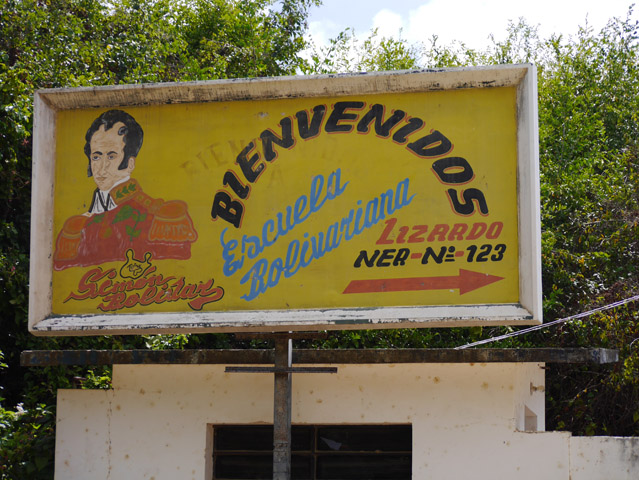 BIENVENIDOS
Escuela
Bolivariana
LIZARDO
NER-Nº-123
Simón
Bolívar